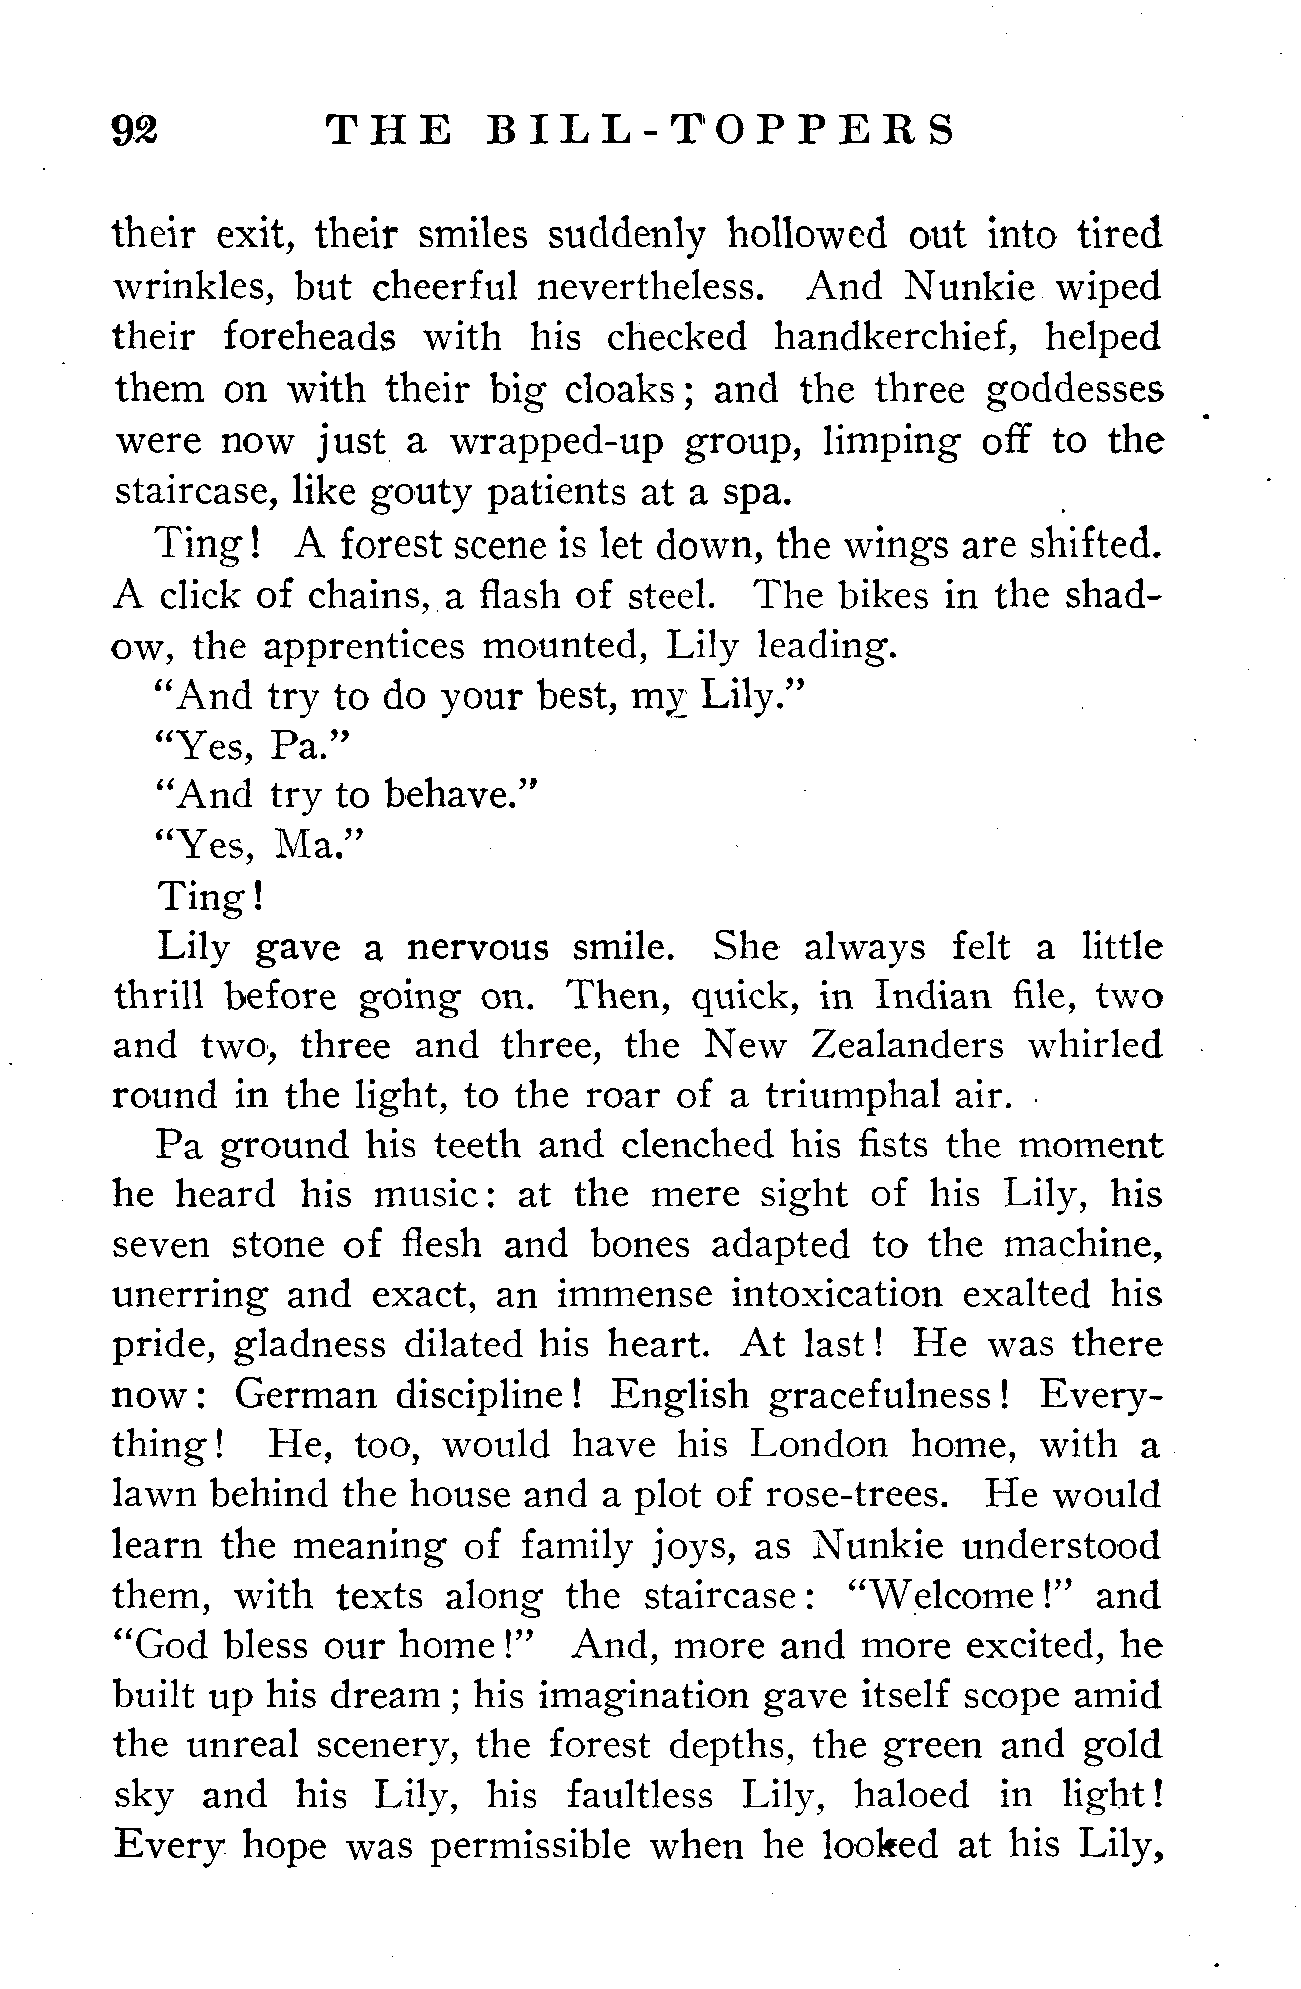 92 THE BILL-TOPPERS
their exit, their smiles suddenly hollowed out into tired
wrinkles, but cheerful nevertheless. And Nunkie wiped
their foreheads with his checked handkerchief, helped
them on with their big cloaks; and the three goddesses
were now just a wrapped-up group, limping off to the
staircase, like gouty patients at a spa.
Ting! A forest scene is let down, the wings are shifted.
A click of chains, a flash of steel. The bikes in the shad-
ow, the apprentices mounted, Lily leading.
"And try to do your best, my Lily."
"Yes, Pa."
"And try to behave."
"Yes, Ma."
Ting!
Lily gave a nervous smile. She always felt a little
thrill before going on. Then, quick, in Indian file, two
and two, three and three, the New Zealanders whirled
round in the light, to the roar of a triumphal air.
Pa ground his teeth and clenched his fists the moment
he heard his music: at the mere sight of his Lily, his
seven stone of flesh and bones adapted to the machine,
unerring and exact, an immense intoxication exalted his
pride, gladness dilated his heart. At last! He was there
now: German discipline! English gracefulness! Every-
thing! He, too, would have his London home, with a
lawn behind the house and a plot of rose-trees. He would
learn the meaning of family joys, as Nunkie understood
them, with texts along the staircase: "Welcome!" and
"God bless our home!" And, more and more excited, he
built up his dream; his imagination gave itself scope amid
the unreal scenery, the forest depths, the green and gold
sky and his Lily, his faultless Lily, haloed in light!
Every hope was permissible when he looked at his Lily,